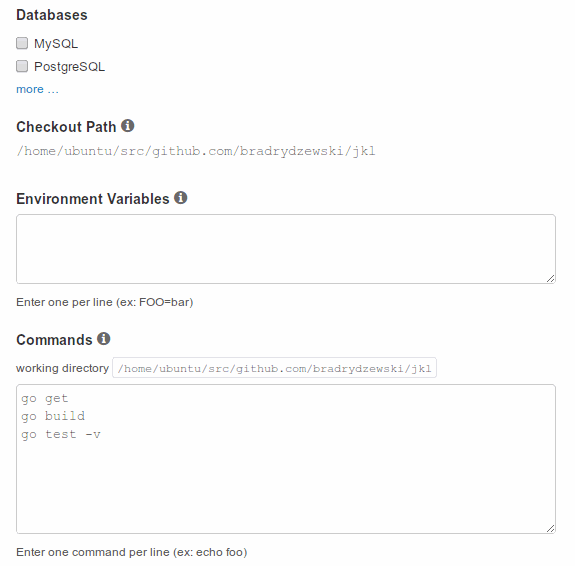 Databases
MySQL
PostgreSQL
more ...
Checkout Path
/home/ubuntu/src/github.com/bradrydzewski/jkl
Environment Variables
Enter one per line (ex: FOO=bar)
Commands
working directory /home/ubuntu/src/github.com/bradrydzewski/jkl
go get
go build
go test -v
Enter one command per line (ex: echo foo)